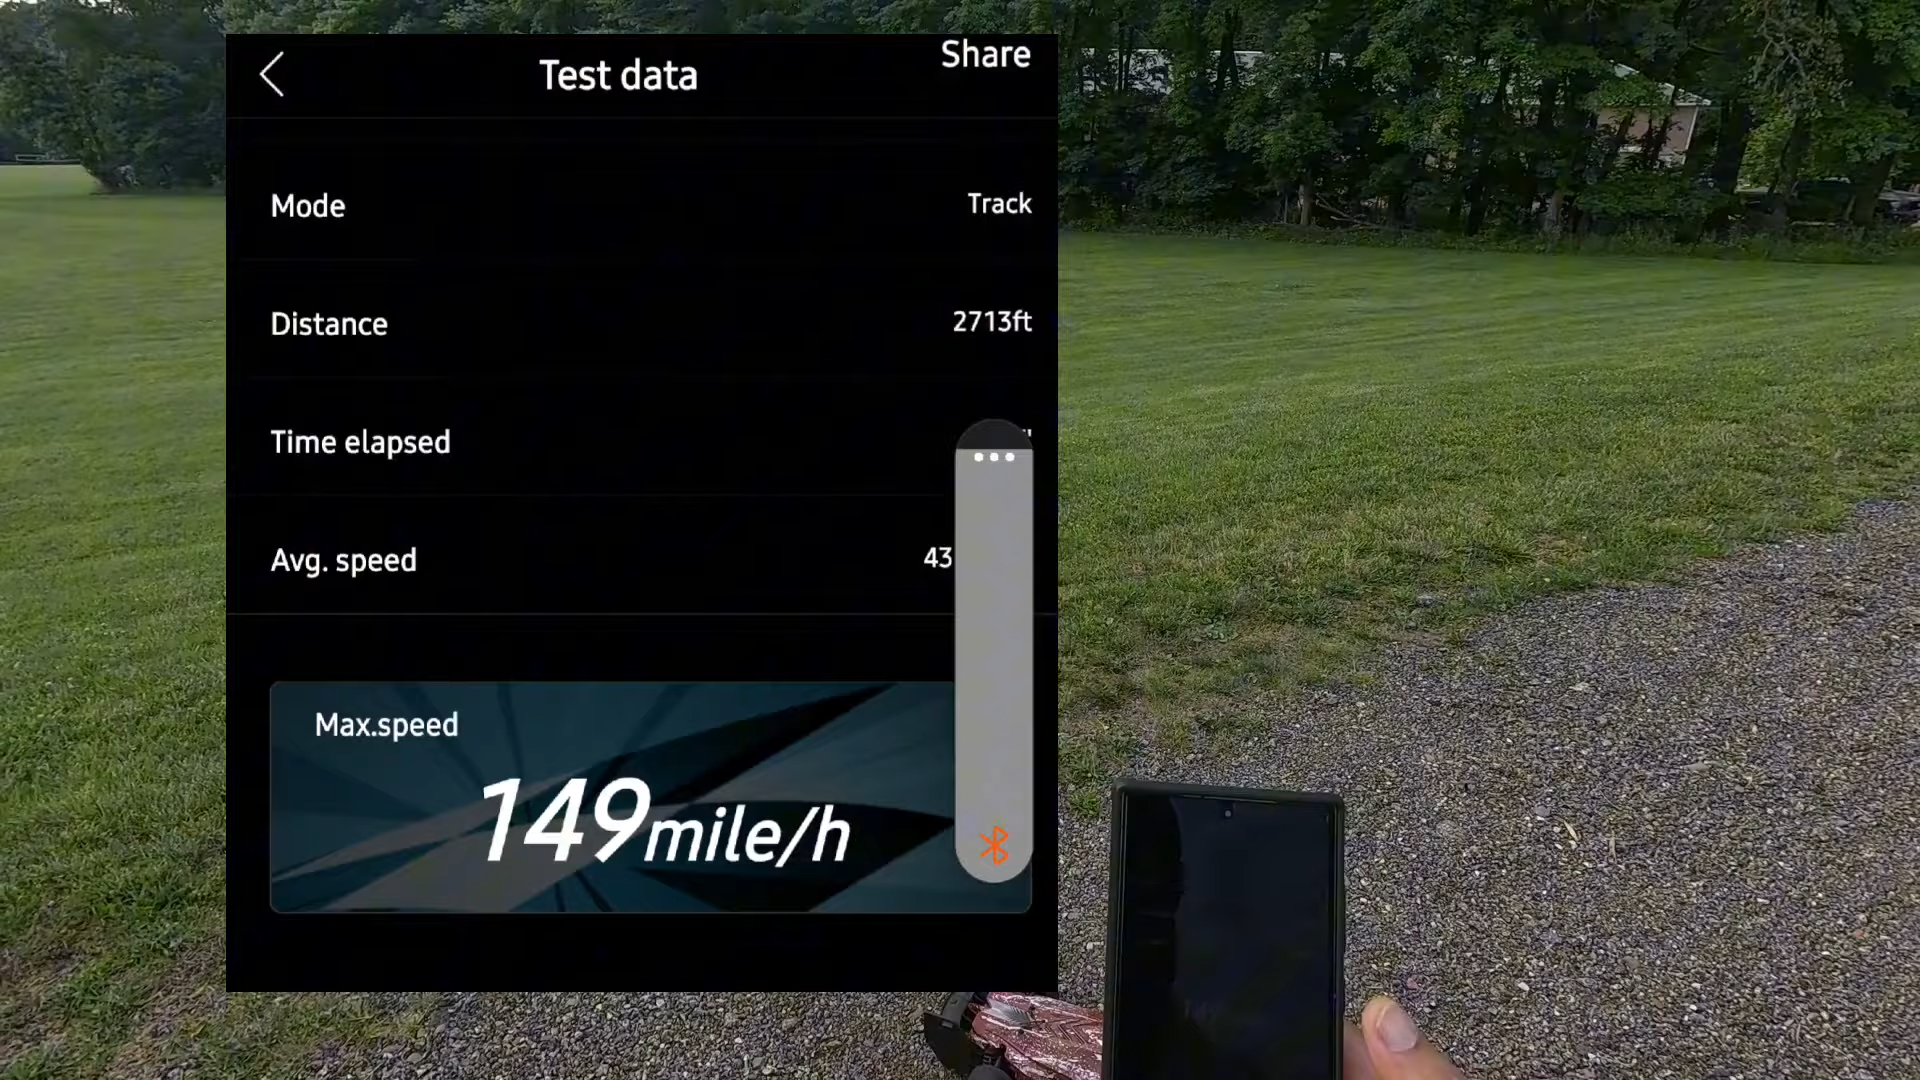 Test data
Share
Mode
Track
Distance
2713ft
Time elapsed
Avg. speed
43
Max.speed
149mile/h